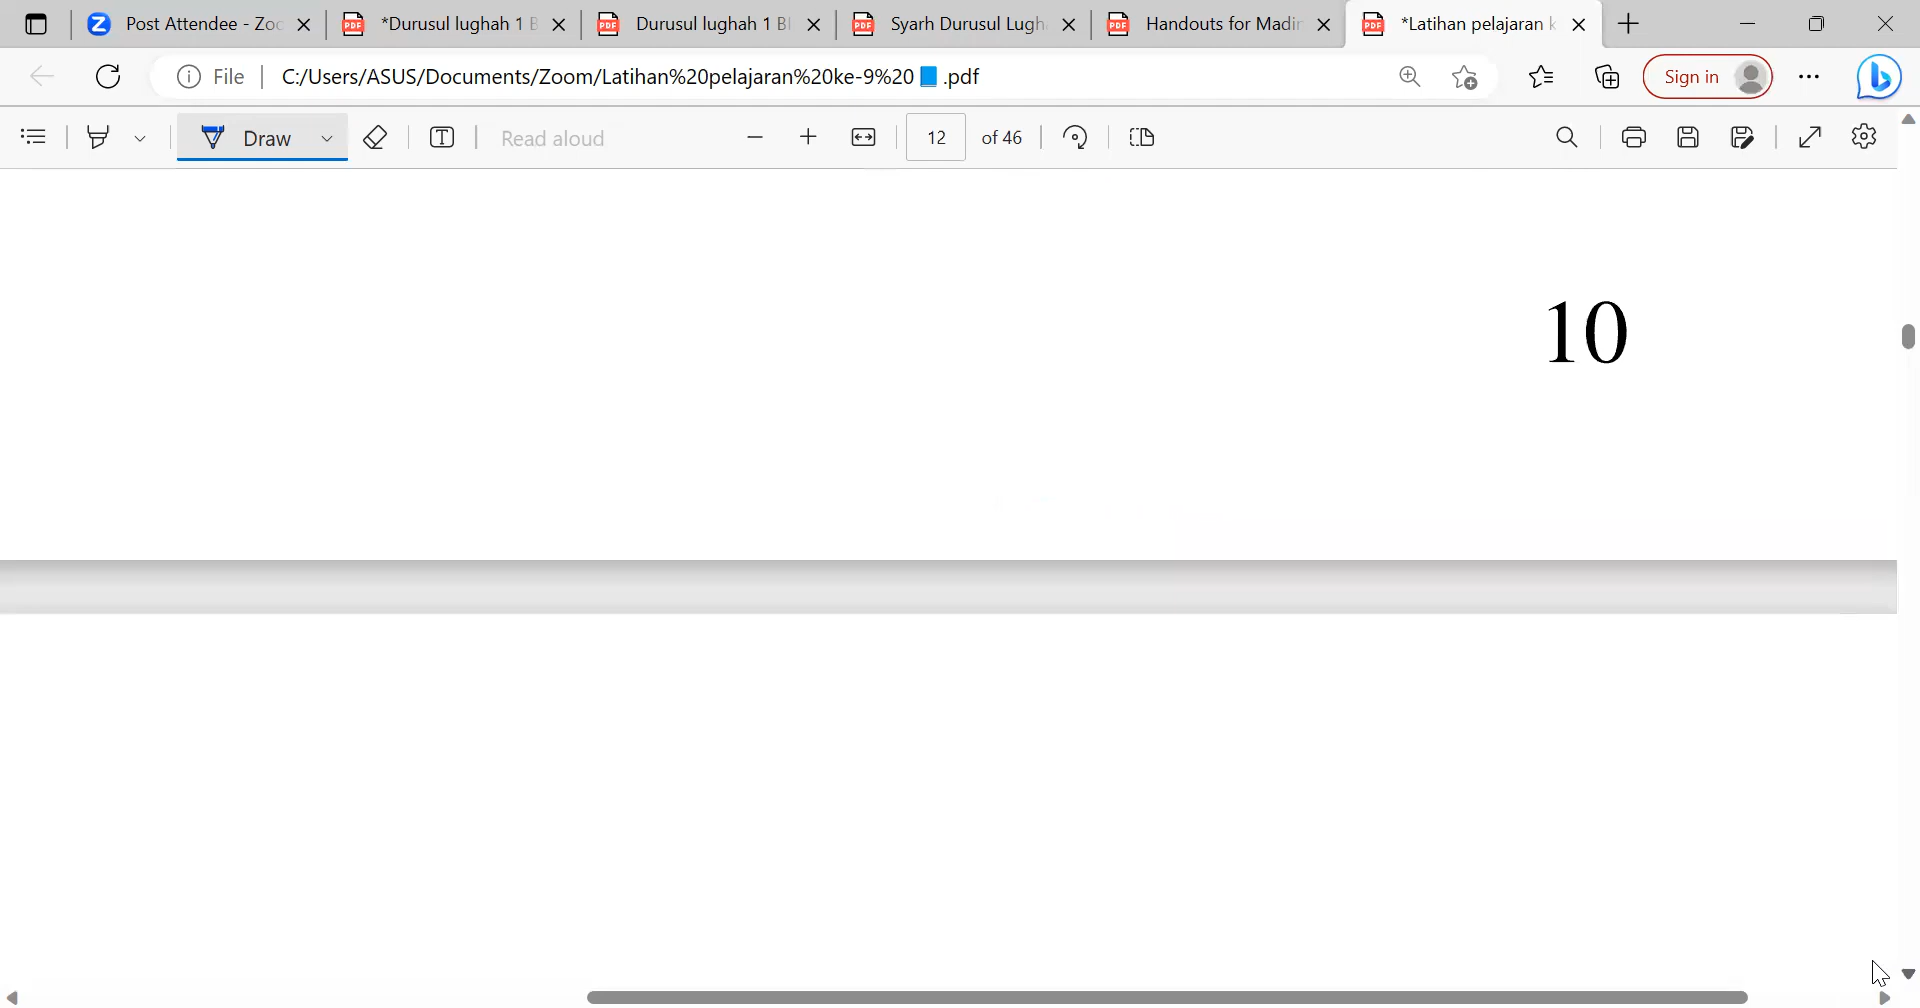 Post Attendee - Zoo
*Durusul lughah 1 B
Durusul lughah 1 Bl
Syarh Durusul Lugh
Handouts for Madin
*Latihan pelajaran k
File
C:/Users/ASUS/Documents/Zoom/Latihan%20pelajaran%20ke-9%20📘.pdf
Sign in
Draw
Read aloud
12 of 46
10